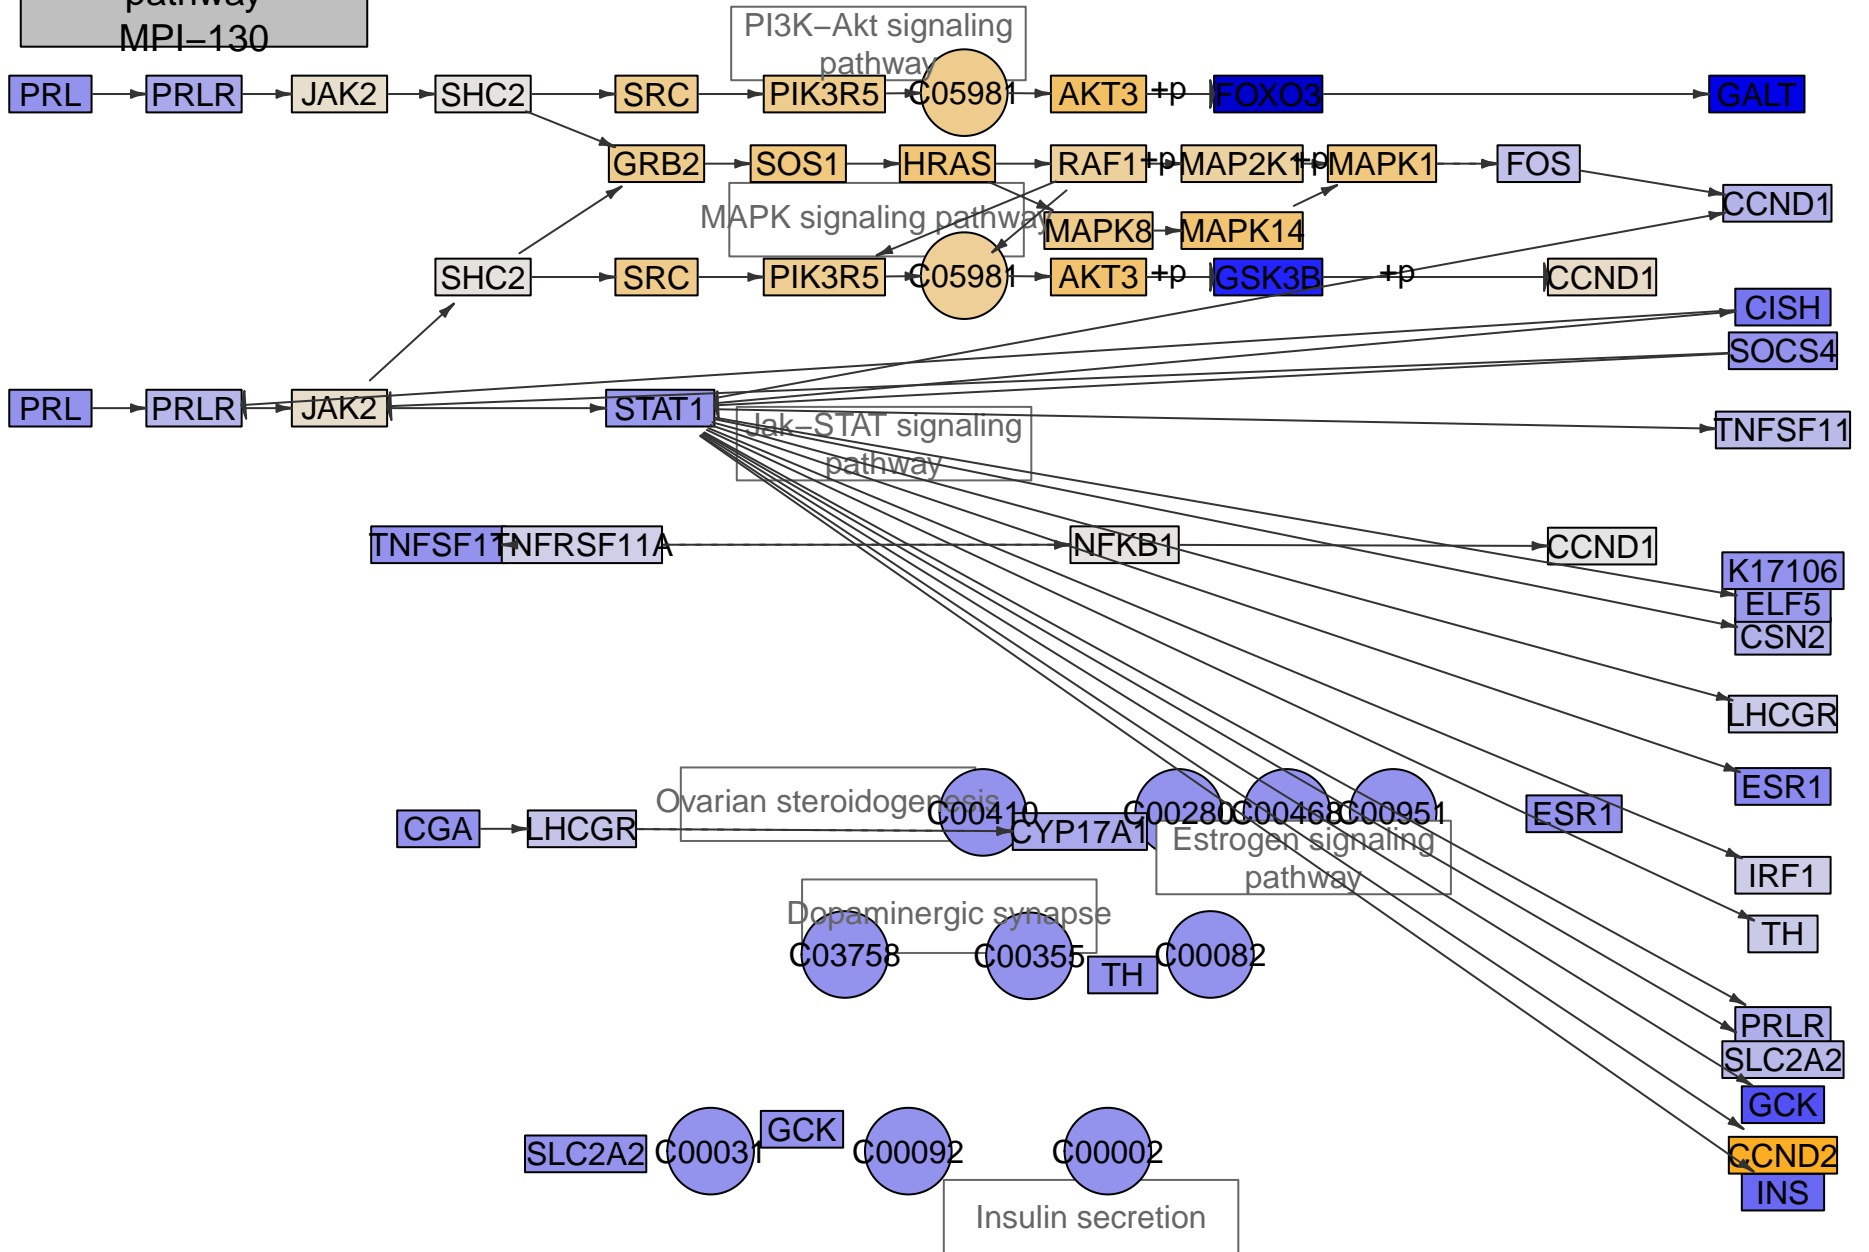 pathway
MPI−130
PI3K−Akt signaling
pathway
PRL
PRLR
JAK2
SHC2
SRC
PIK3R5
C05981
AKT3
+p
FOXO3
GALT
GRB2
SOS1
HRAS
RAF1
+p
MAP2K1
+p
MAPK1
FOS
CCND1
MAPK signaling pathway
MAPK8
MAPK14
SHC2
SRC
PIK3R5
C05981
AKT3
+p
GSK3B
+p
CCND1
CISH
SOCS4
PRL
PRLR
JAK2
STAT1
Jak−STAT signaling
pathway
TNFSF11
TNFSF11
TNFRSF11A
NFKB1
CCND1
K17106
ELF5
CSN2
LHCGR
ESR1
Ovarian steroidogenesis
C00410
C00280
C00468
C00951
ESR1
CGA
LHCGR
CYP17A1
Estrogen signaling
pathway
IRF1
Dopaminergic synapse
TH
C03758
C00355
TH
C00082
PRLR
SLC2A2
GCK
SLC2A2
C00031
GCK
C00092
C00002
CCND2
INS
Insulin secretion